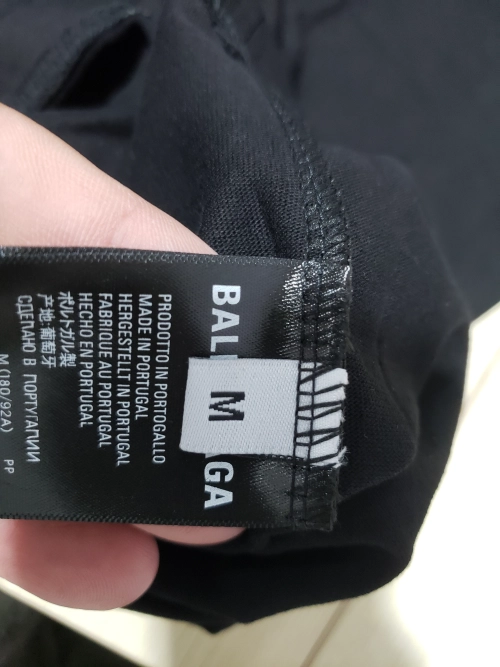 BAL
AGA
M
PRODOTTO IN PORTOGALLO
MADE IN PORTUGAL
HERGESTELLT IN PORTUGAL
FABRIQUE AU PORTUGAL
HECHO EN PORTUGAL
ポルトガル製
产地:葡萄牙
СДЕЛАНО В ПОРТУГАЛИИ
M (180/92A)
PP